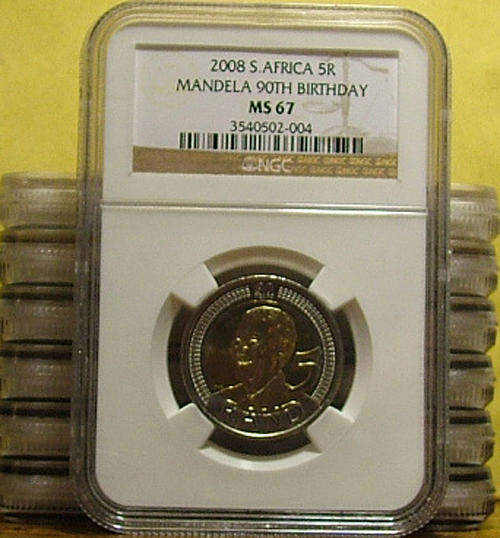 2008 S.AFRICA 5R
MANDELA 90TH BIRTHDAY
MS 67
3540502-004
NGC
5
RAND